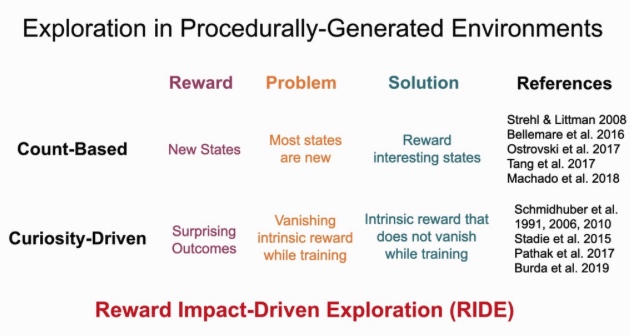 Exploration in Procedurally-Generated Environments
Reward
Problem
Solution
References
Count-Based
New States
Most states
are new
Reward
interesting states
Strehl & Littman 2008
Bellemare et al. 2016
Ostrovski et al. 2017
Tang et al. 2017
Machado et al. 2018
Curiosity-Driven
Surprising
Outcomes
Vanishing
intrinsic reward
while training
Intrinsic reward that
does not vanish
while training
Schmidhuber et al.
1991, 2006, 2010
Stadie et al. 2015
Pathak et al. 2017
Burda et al. 2019
Reward Impact-Driven Exploration (RIDE)